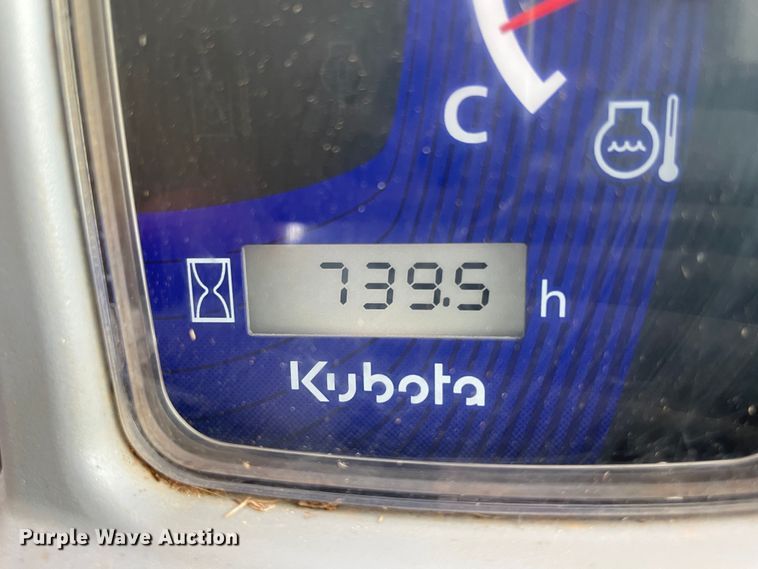 C
739.5 h
Kubota
Purple Wave Auction